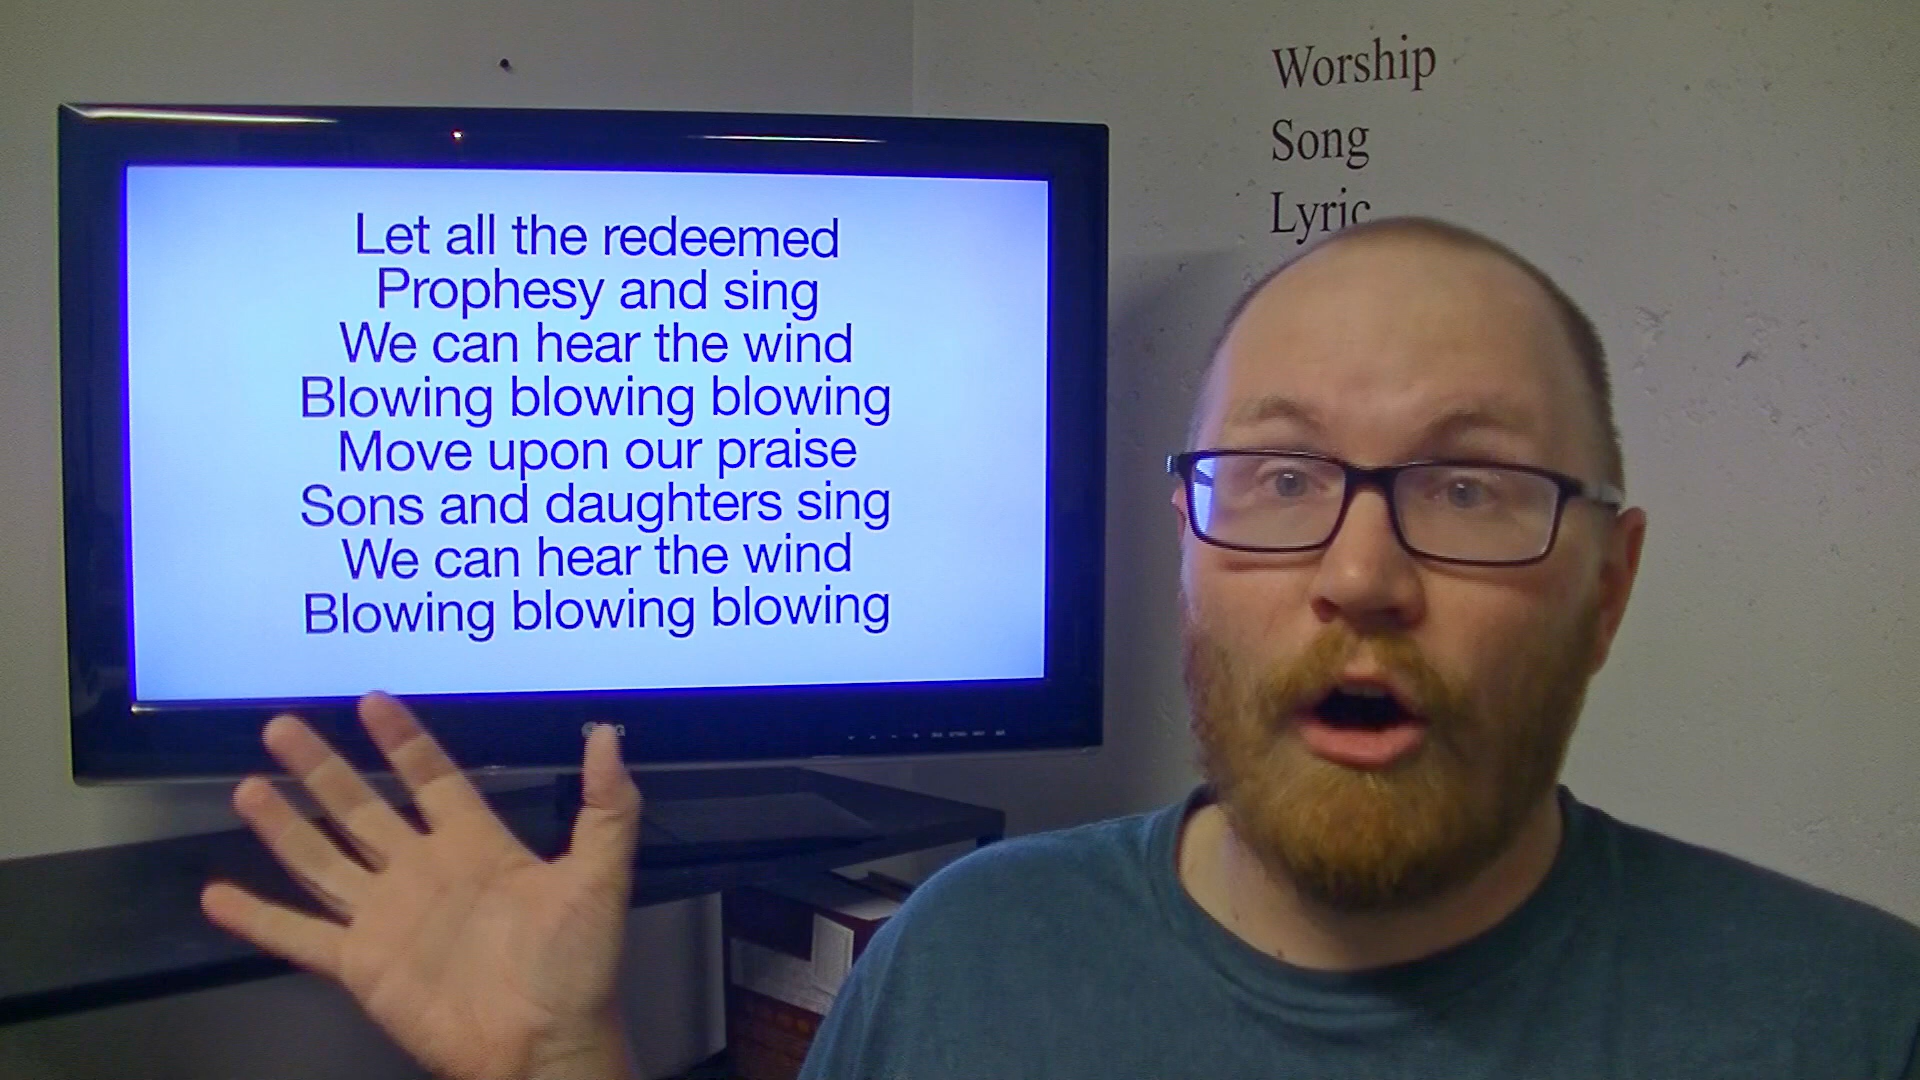 Let all the redeemed
Prophesy and sing
We can hear the wind
Blowing blowing blowing
Move upon our praise
Sons and daughters sing
We can hear the wind
Blowing blowing blowing
Worship
Song
Lyric